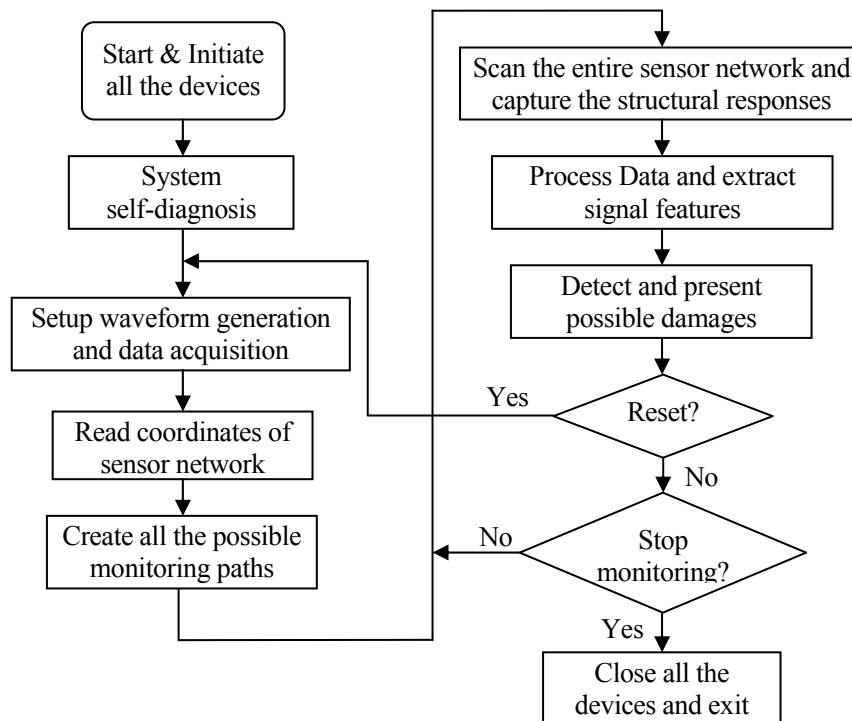 Start & Initiate
all the devices
System
self-diagnosis
Setup waveform generation
and data acquisition
Read coordinates of
sensor network
Create all the possible
monitoring paths
Scan the entire sensor network and
capture the structural responses
Process Data and extract
signal features
Detect and present
possible damages
Yes
Reset?
No
No
Stop
monitoring?
Yes
Close all the
devices and exit